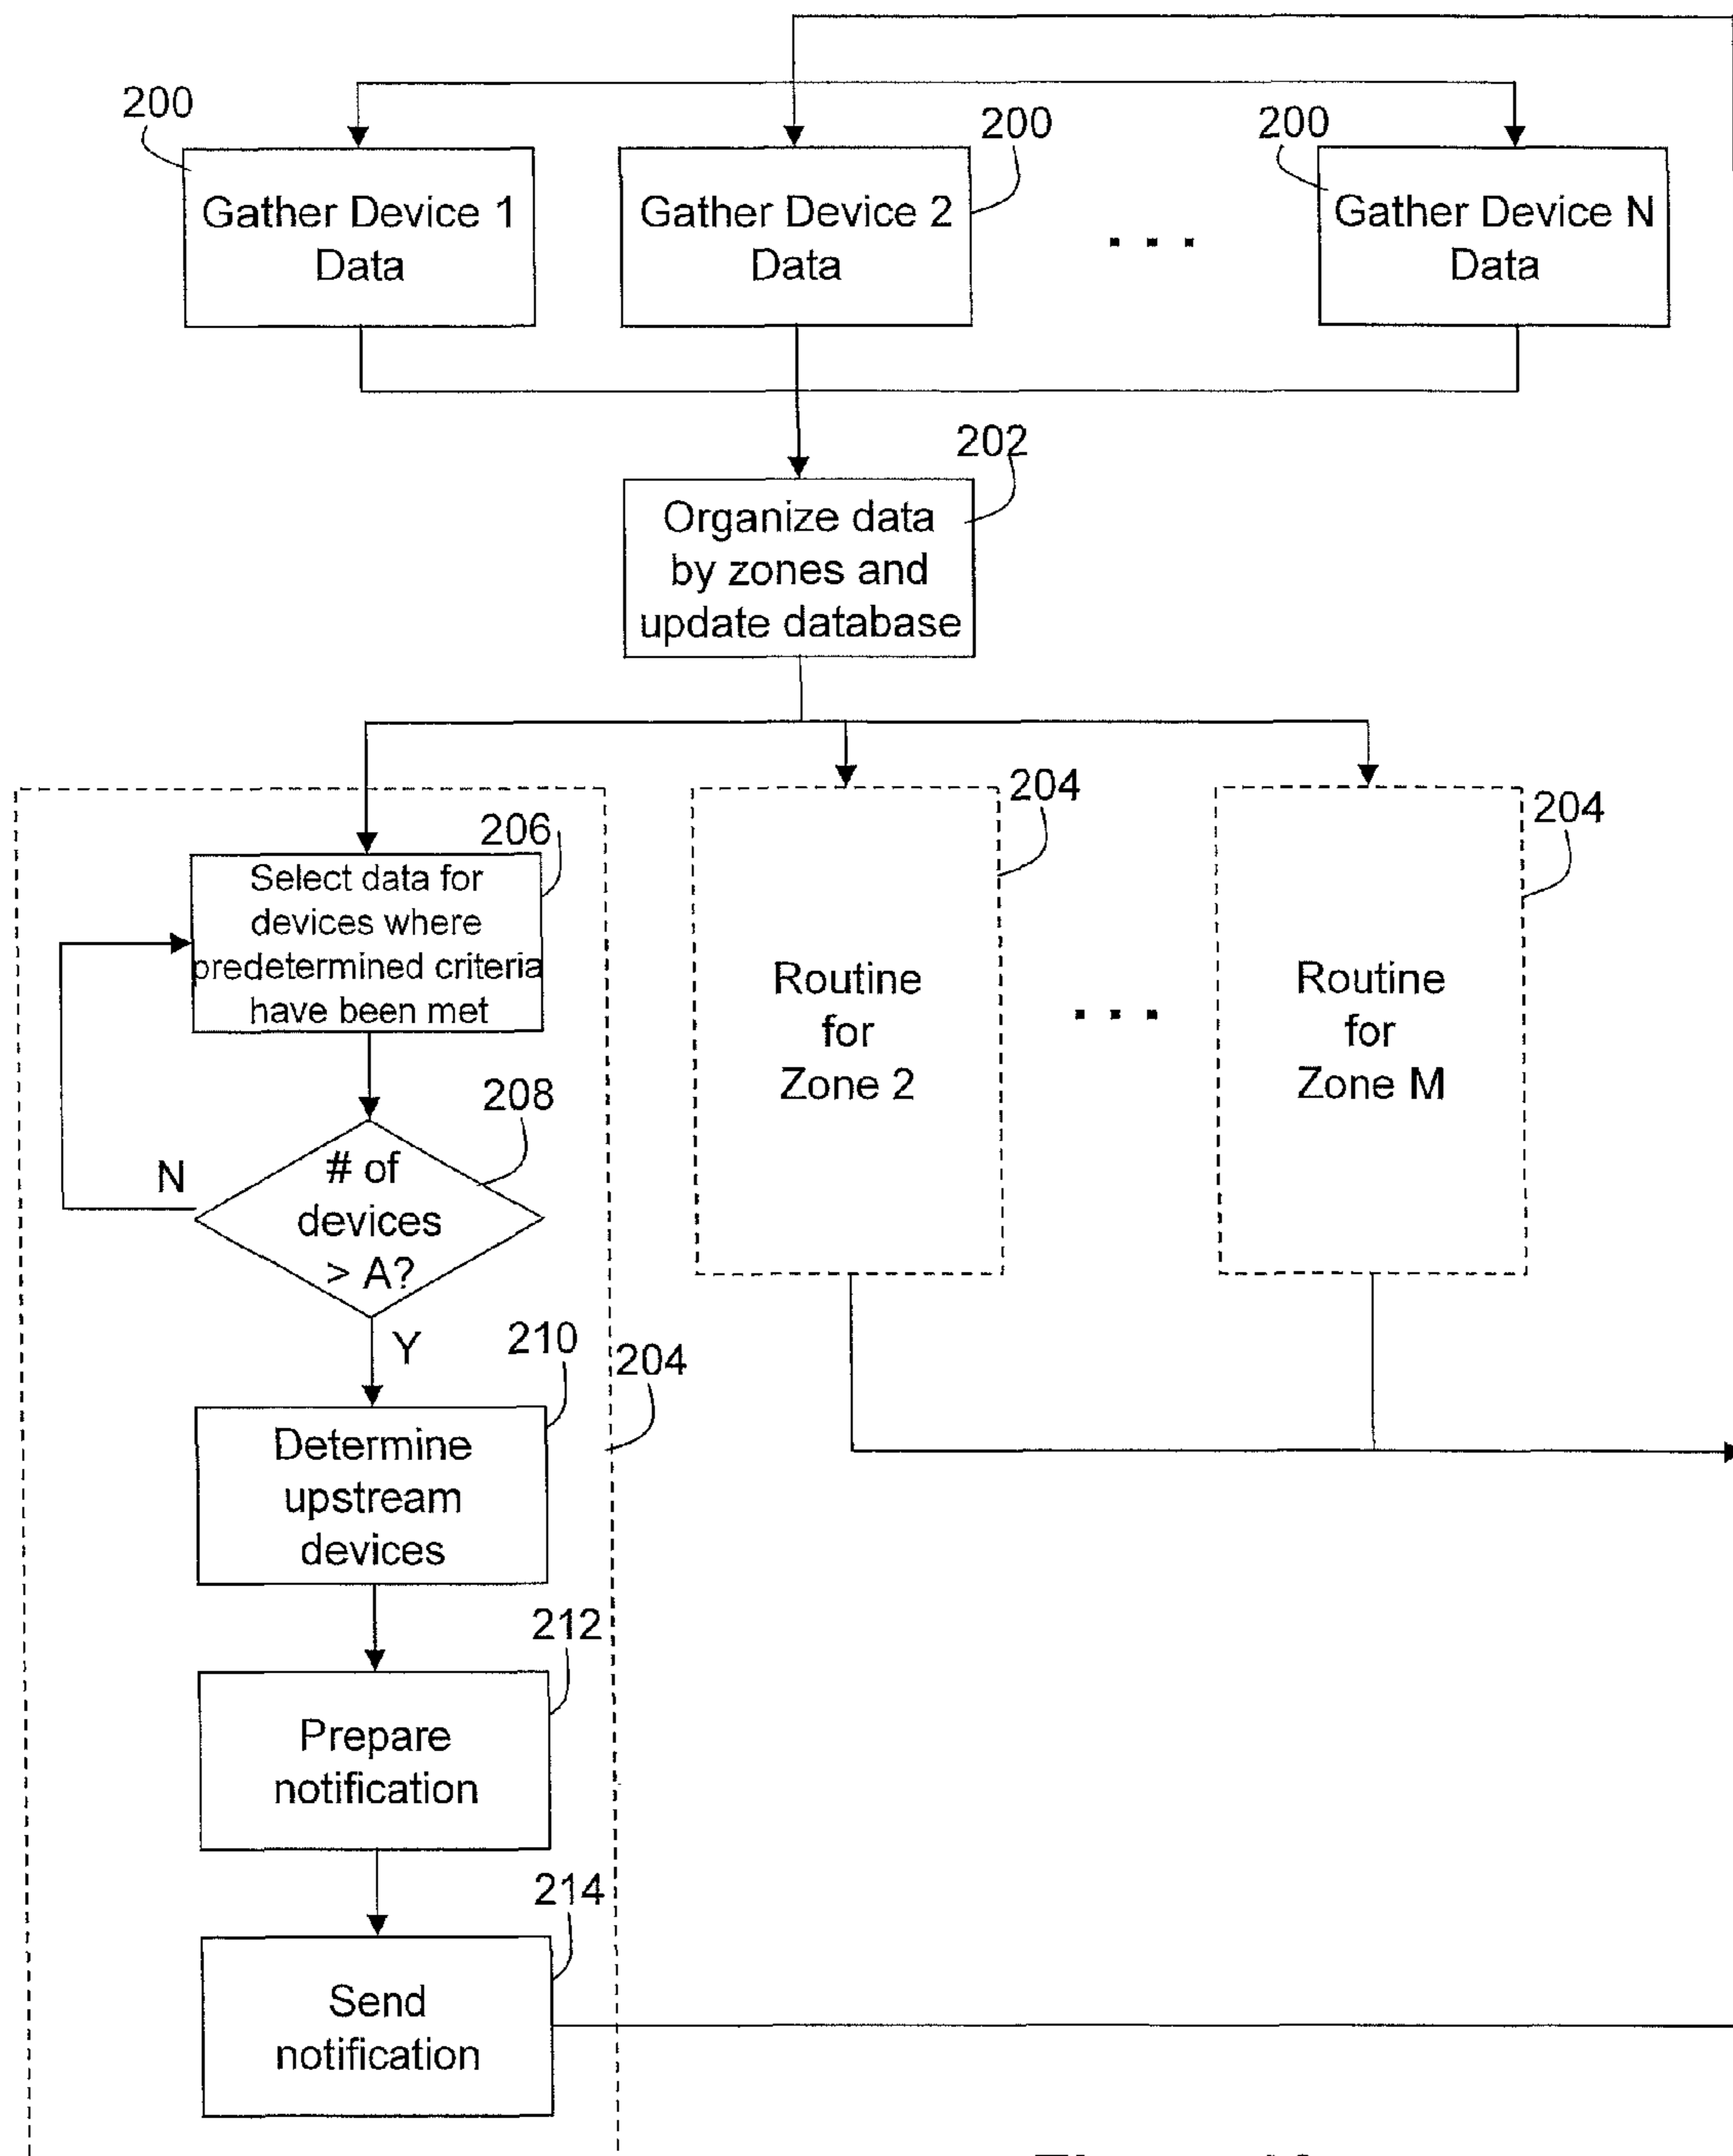 200
200
200
Gather Device 1
Data
Gather Device 2
Data
. . .
Gather Device N
Data
202
Organize data
by zones and
update database
204
204
206
Select data for
devices where
predetermined criteria
have been met
Routine
for
Zone 2
. . .
Routine
for
Zone M
208
N
# of
devices
> A?
Y
210
204
Determine
upstream
devices
212
Prepare
notification
214
Send
notification